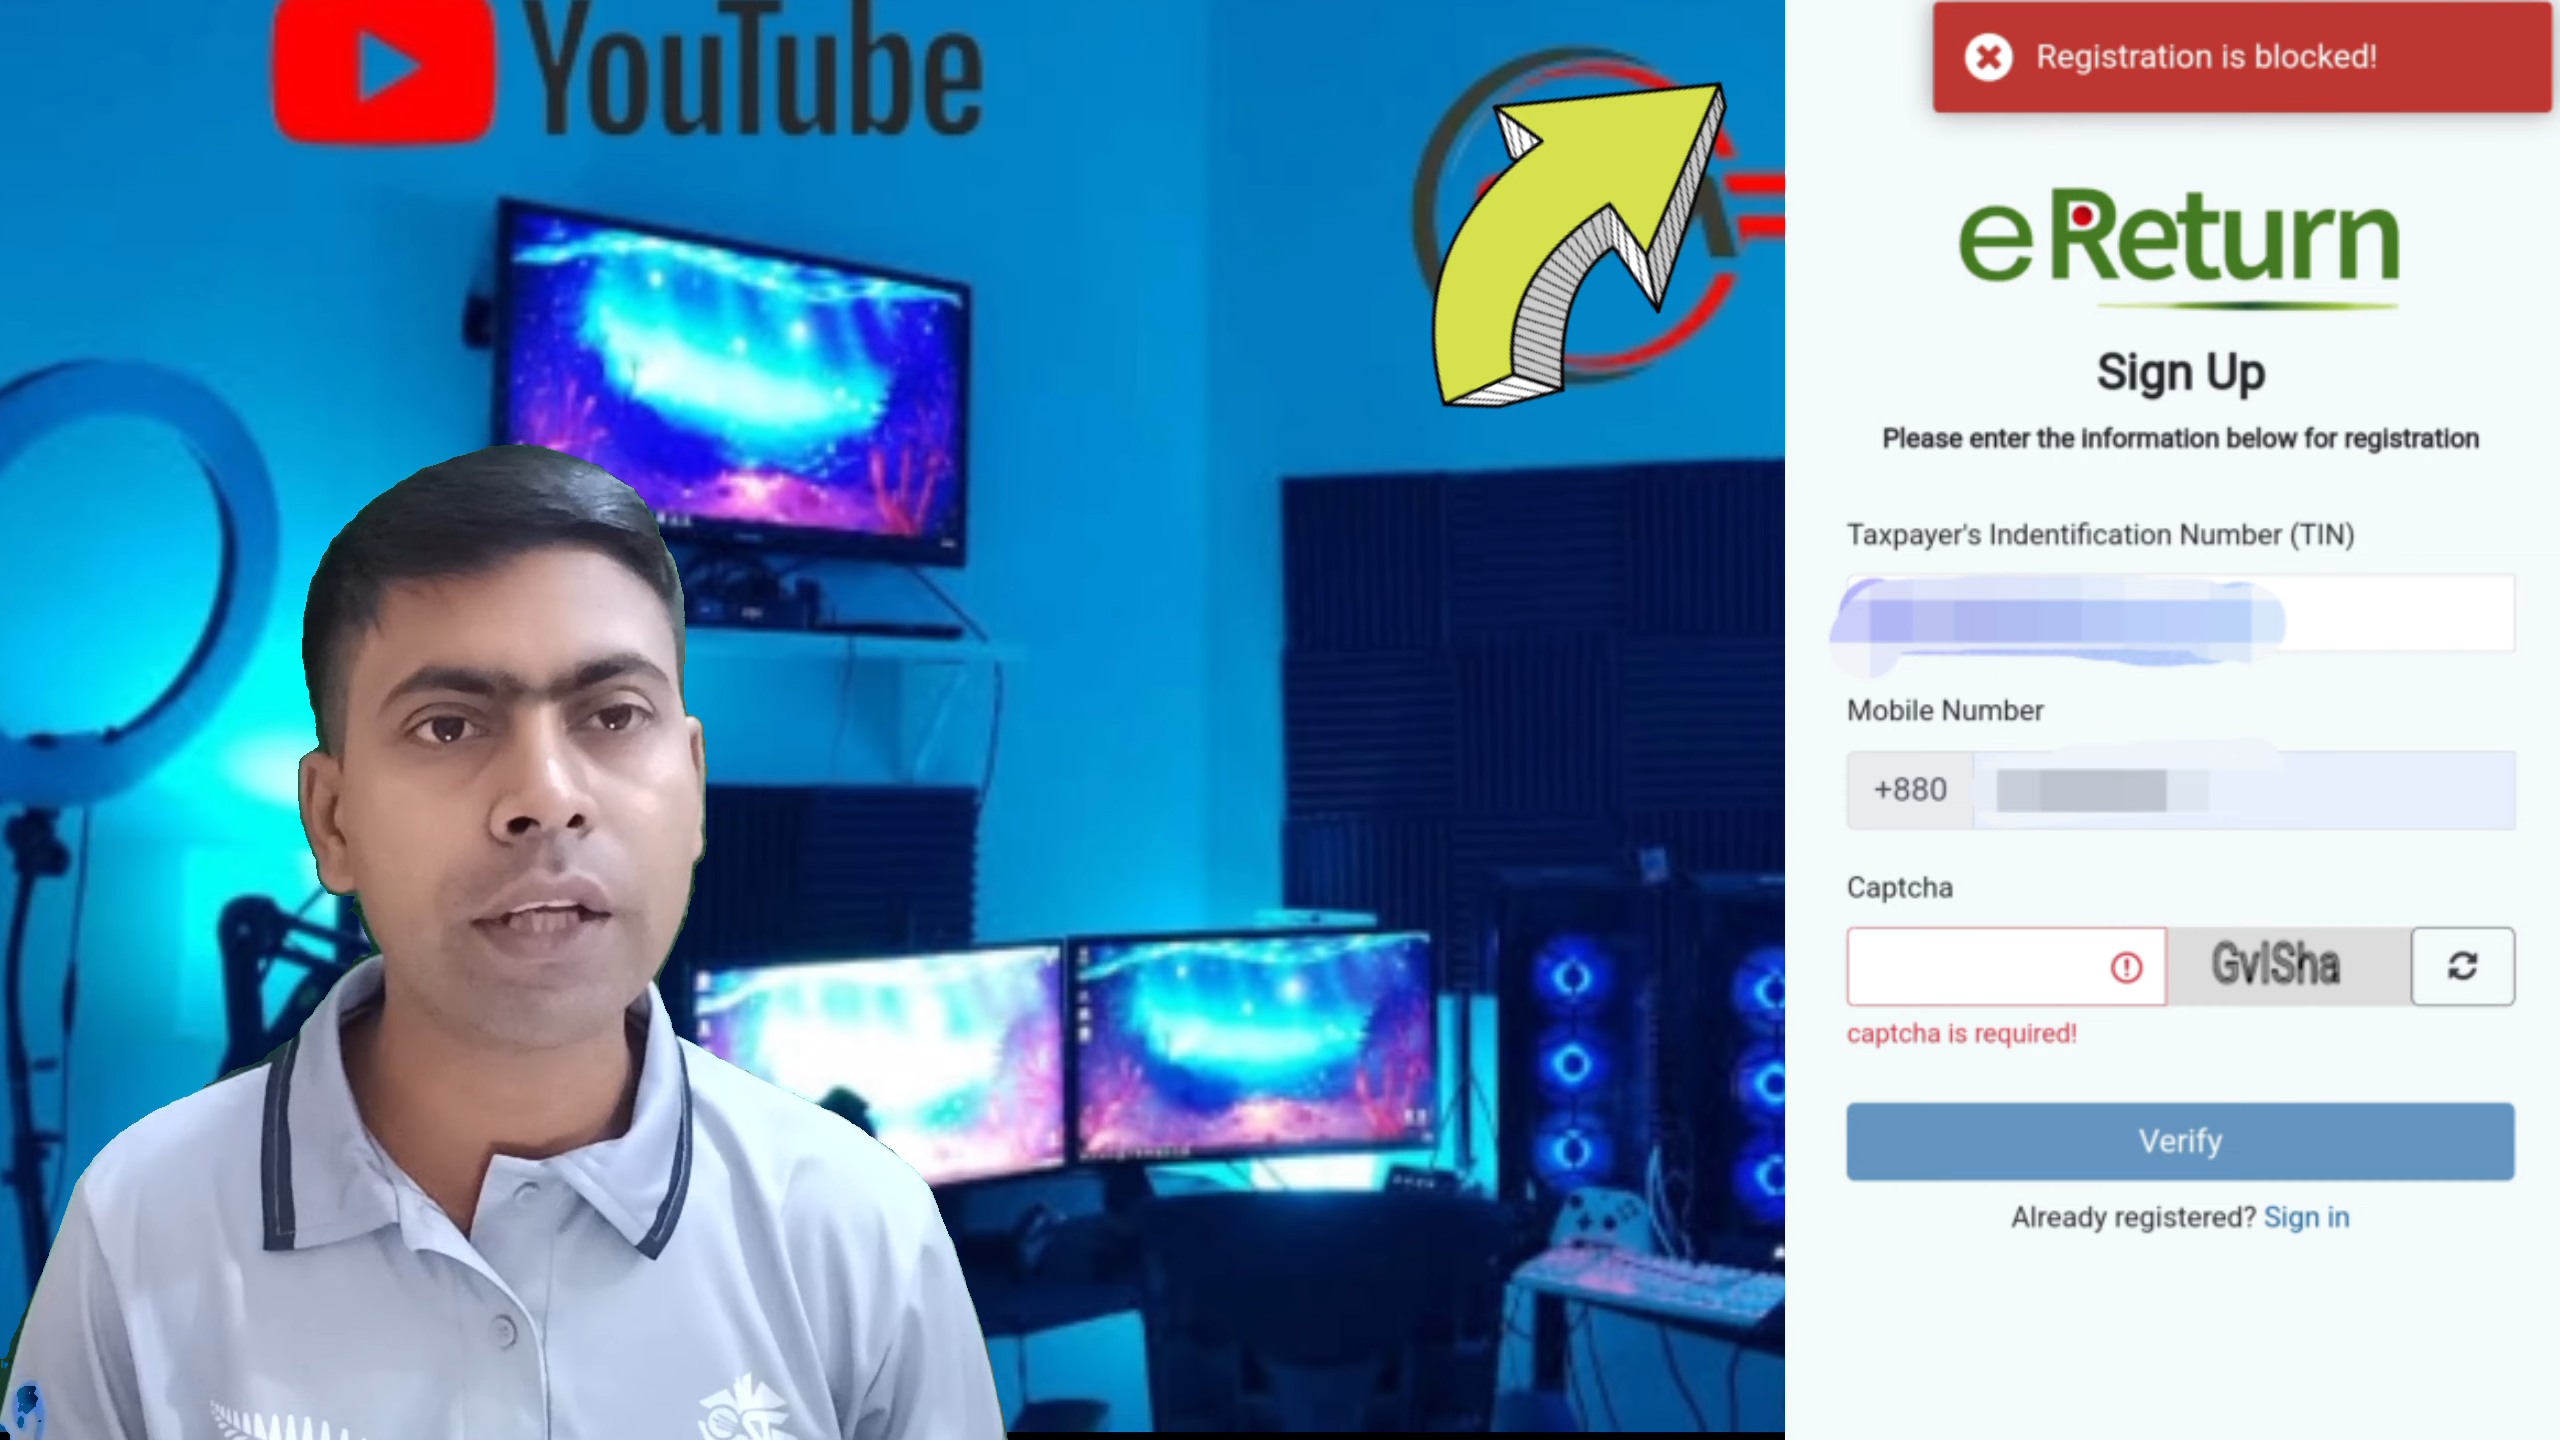 YouTube
Registration is blocked!
eReturn
Sign Up
Please enter the information below for registration
Taxpayer's Indentification Number (TIN)
Mobile Number
+880
Captcha
GvlSha
captcha is required!
Verify
Already registered? Sign in